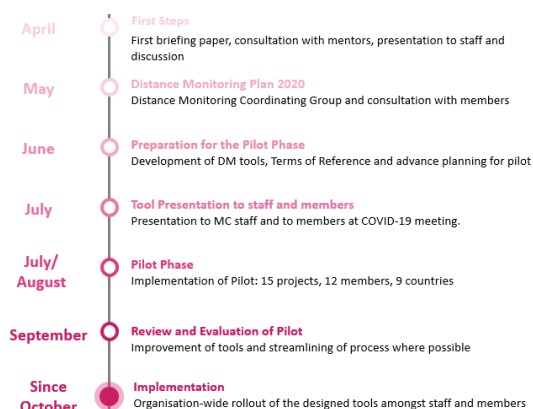 April
First Steps
First briefing paper, consultation with mentors, presentation to staff and
discussion
May
Distance Monitoring Plan 2020
Distance Monitoring Coordinating Group and consultation with members
June
Preparation for the Pilot Phase
Development of DM tools, Terms of Reference and advance planning for pilot
July
Tool Presentation to staff and members
Presentation to MC staff and to members at COVID-19 meeting.
July/
August
Pilot Phase
Implementation of Pilot: 15 projects, 12 members, 9 countries
September
Review and Evaluation of Pilot
Improvement of tools and streamlining of process where possible
Since
October
Implementation
Organisation-wide rollout of the designed tools amongst staff and members